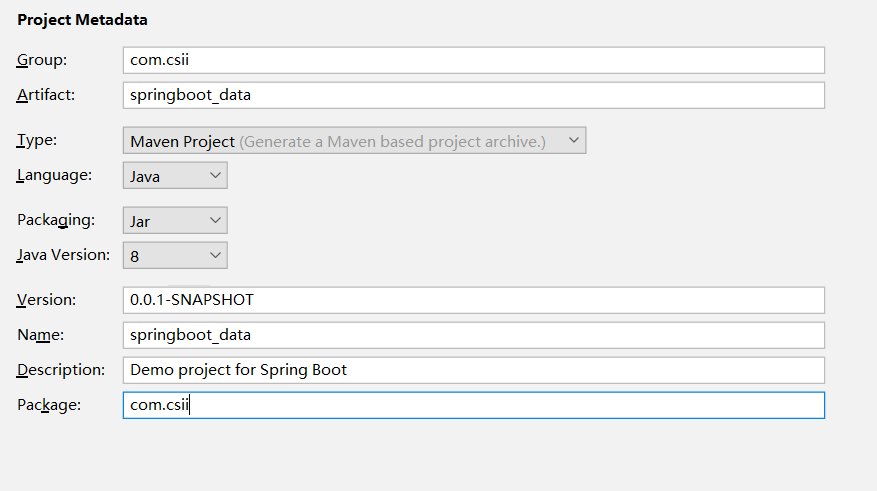 Project Metadata
Group: com.csii
Artifact: springboot_data
Type: Maven Project (Generate a Maven based project archive.)
Language: Java
Packaging: Jar
Java Version: 8
Version: 0.0.1-SNAPSHOT
Name: springboot_data
Description: Demo project for Spring Boot
Package: com.csii